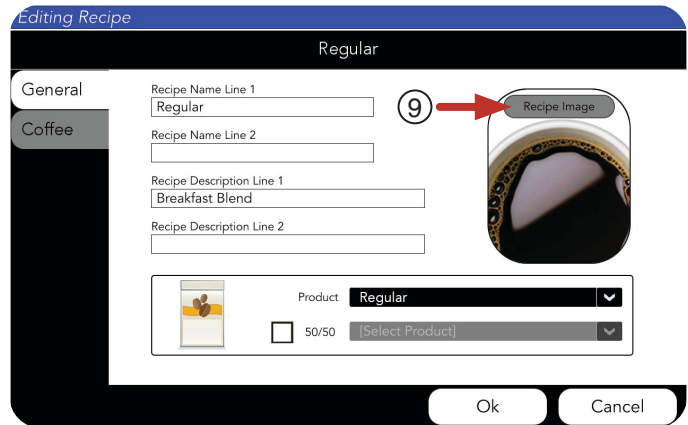 Editing Recipe
Regular
General
Coffee
Recipe Name Line 1
Regular
Recipe Name Line 2
Recipe Description Line 1
Breakfast Blend
Recipe Description Line 2
9
Recipe Image
Product Regular
50/50 [Select Product]
Ok Cancel